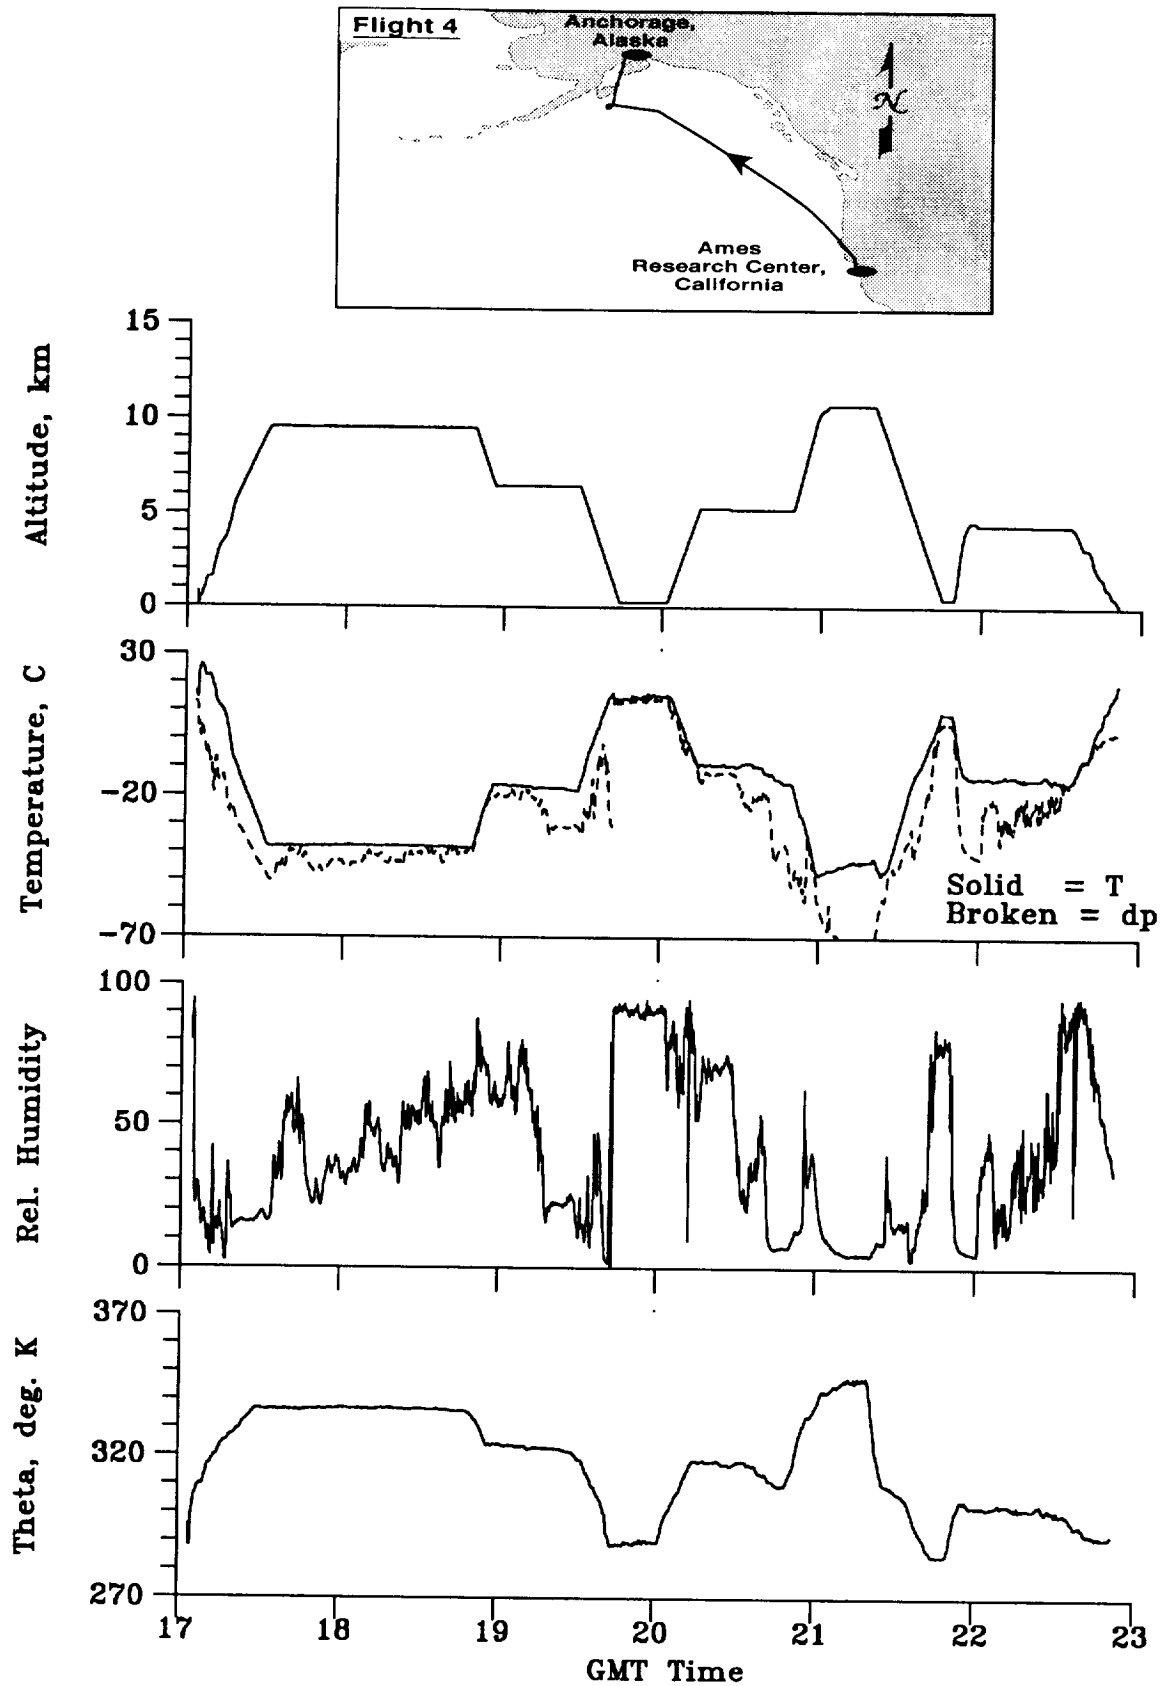 Flight 4
Anchorage,
Alaska
N
Ames
Research Center,
California
15
10
5
0
Altitude, km
30
-20
-70
Temperature, C
Solid = T
Broken = dp
100
50
0
Rel. Humidity
370
320
270
Theta, deg. K
17 18 19 20 21 22 23
GMT Time